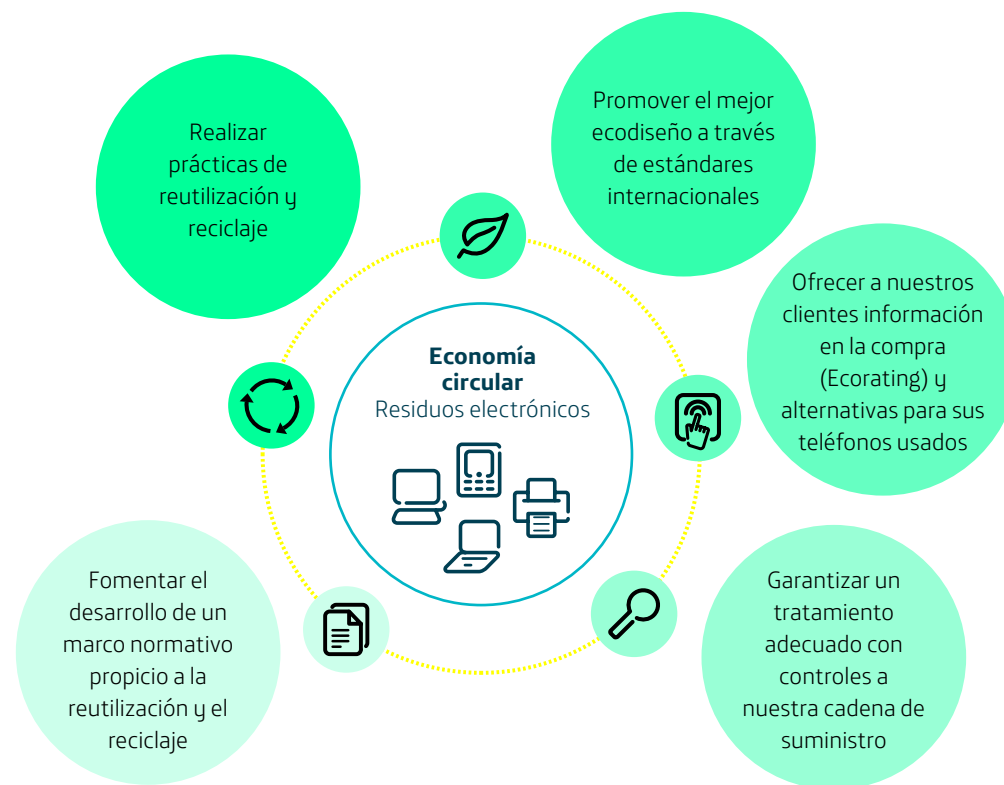 Realizar
prácticas de
reutilización y
reciclaje
Promover el mejor
ecodiseño a través
de estándares
internacionales
Ofrecer a nuestros
clientes información
en la compra
(Ecorating) y
alternativas para sus
teléfonos usados
Economía
circular
Residuos electrónicos
Fomentar el
desarrollo de un
marco normativo
propicio a la
reutilización y el
reciclaje
Garantizar un
tratamiento
adecuado con
controles a
nuestra cadena de
suministro